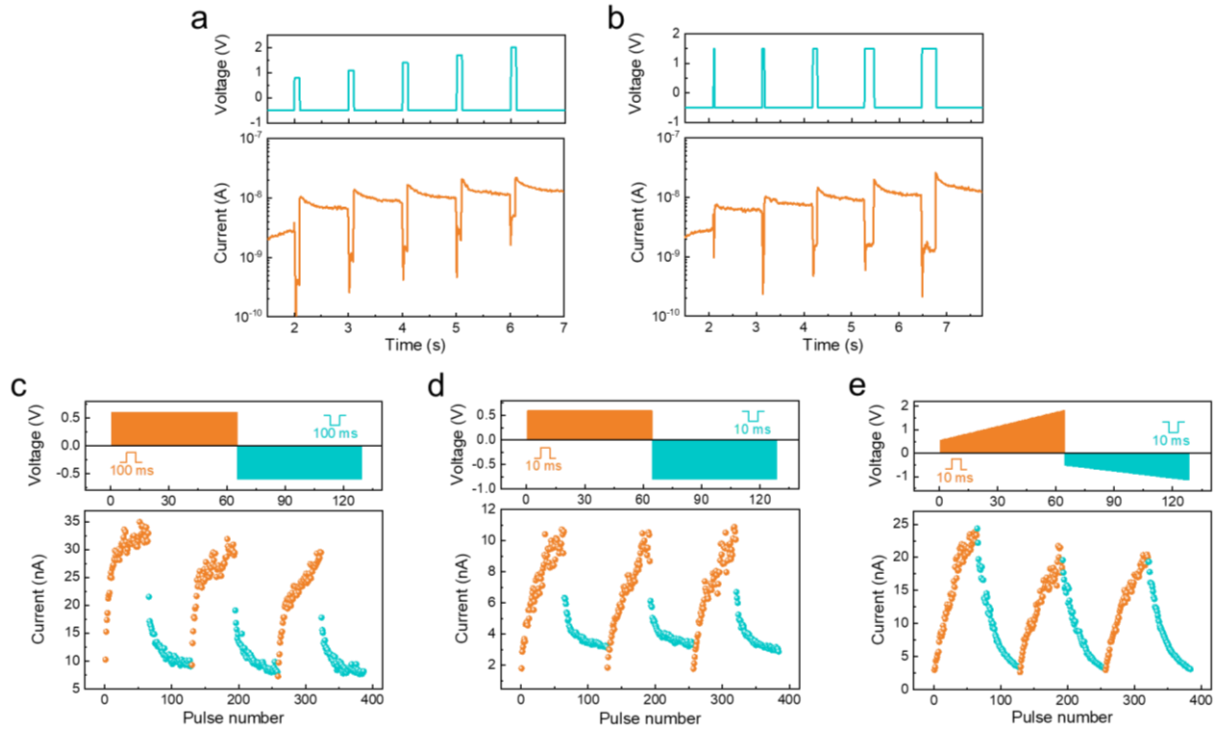 a
b
Voltage (V)
2
1
0
-1
Voltage (V)
2
1
0
-1
Current (A)
10⁻⁷
10⁻⁸
10⁻⁹
10⁻¹⁰
2 3 4 5 6 7
Time (s)
Current (A)
10⁻⁷
10⁻⁸
10⁻⁹
10⁻¹⁰
2 3 4 5 6 7
Time (s)
c
d
e
Voltage (V)
0.5
0.0
-0.5
100 ms
100 ms
0 30 60 90 120
Voltage (V)
0.5
0.0
-0.5
-1.0
10 ms
10 ms
0 30 60 90 120
Voltage (V)
2
1
0
-1
10 ms
10 ms
0 30 60 90 120
Current (nA)
35
30
25
20
15
10
5
0 100 200 300 400
Pulse number
Current (nA)
12
10
8
6
4
2
0 100 200 300 400
Pulse number
Current (nA)
25
20
15
10
5
0
0 100 200 300 400
Pulse number